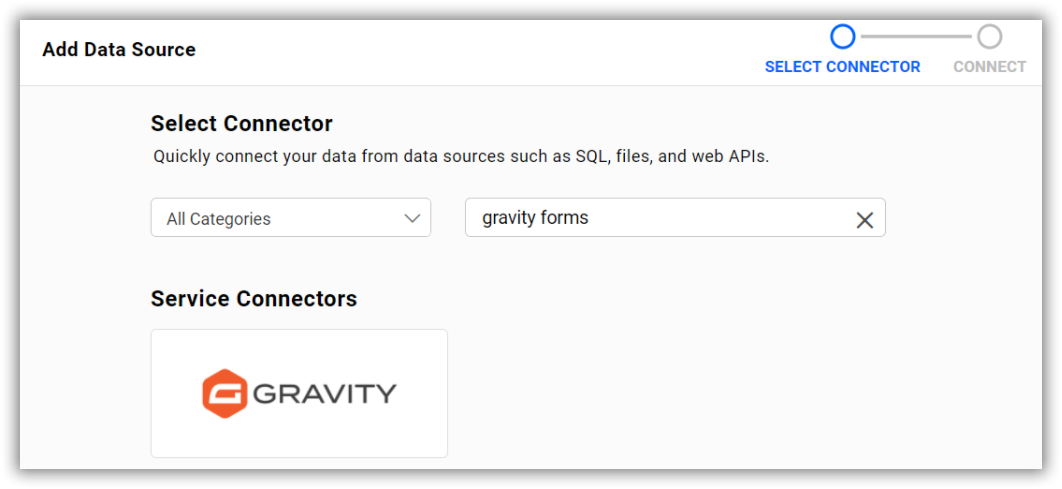 Add Data Source
SELECT CONNECTOR
CONNECT
Select Connector
Quickly connect your data from data sources such as SQL, files, and web APIs.
All Categories
gravity forms
Service Connectors
GRAVITY